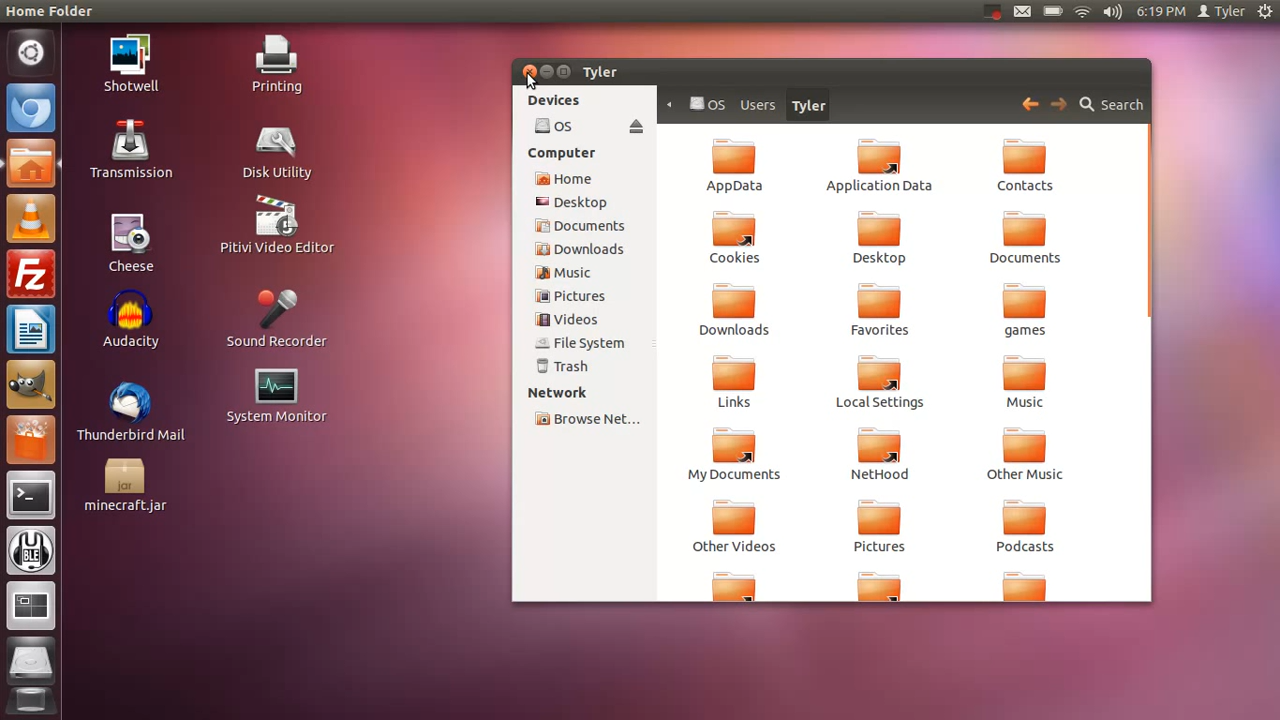 Home Folder
6:19 PM
Tyler
Shotwell
Printing
Transmission
Disk Utility
Cheese
Pitivi Video Editor
Audacity
Sound Recorder
Thunderbird Mail
System Monitor
jar
minecraft.jar
Fz
>_
BLE
Tyler
Devices
OS
Computer
Home
Desktop
Documents
Downloads
Music
Pictures
Videos
File System
Trash
Network
Browse Net...
OS Users Tyler
Search
AppData
Application Data
Contacts
Cookies
Desktop
Documents
Downloads
Favorites
games
Links
Local Settings
Music
My Documents
NetHood
Other Music
Other Videos
Pictures
Podcasts